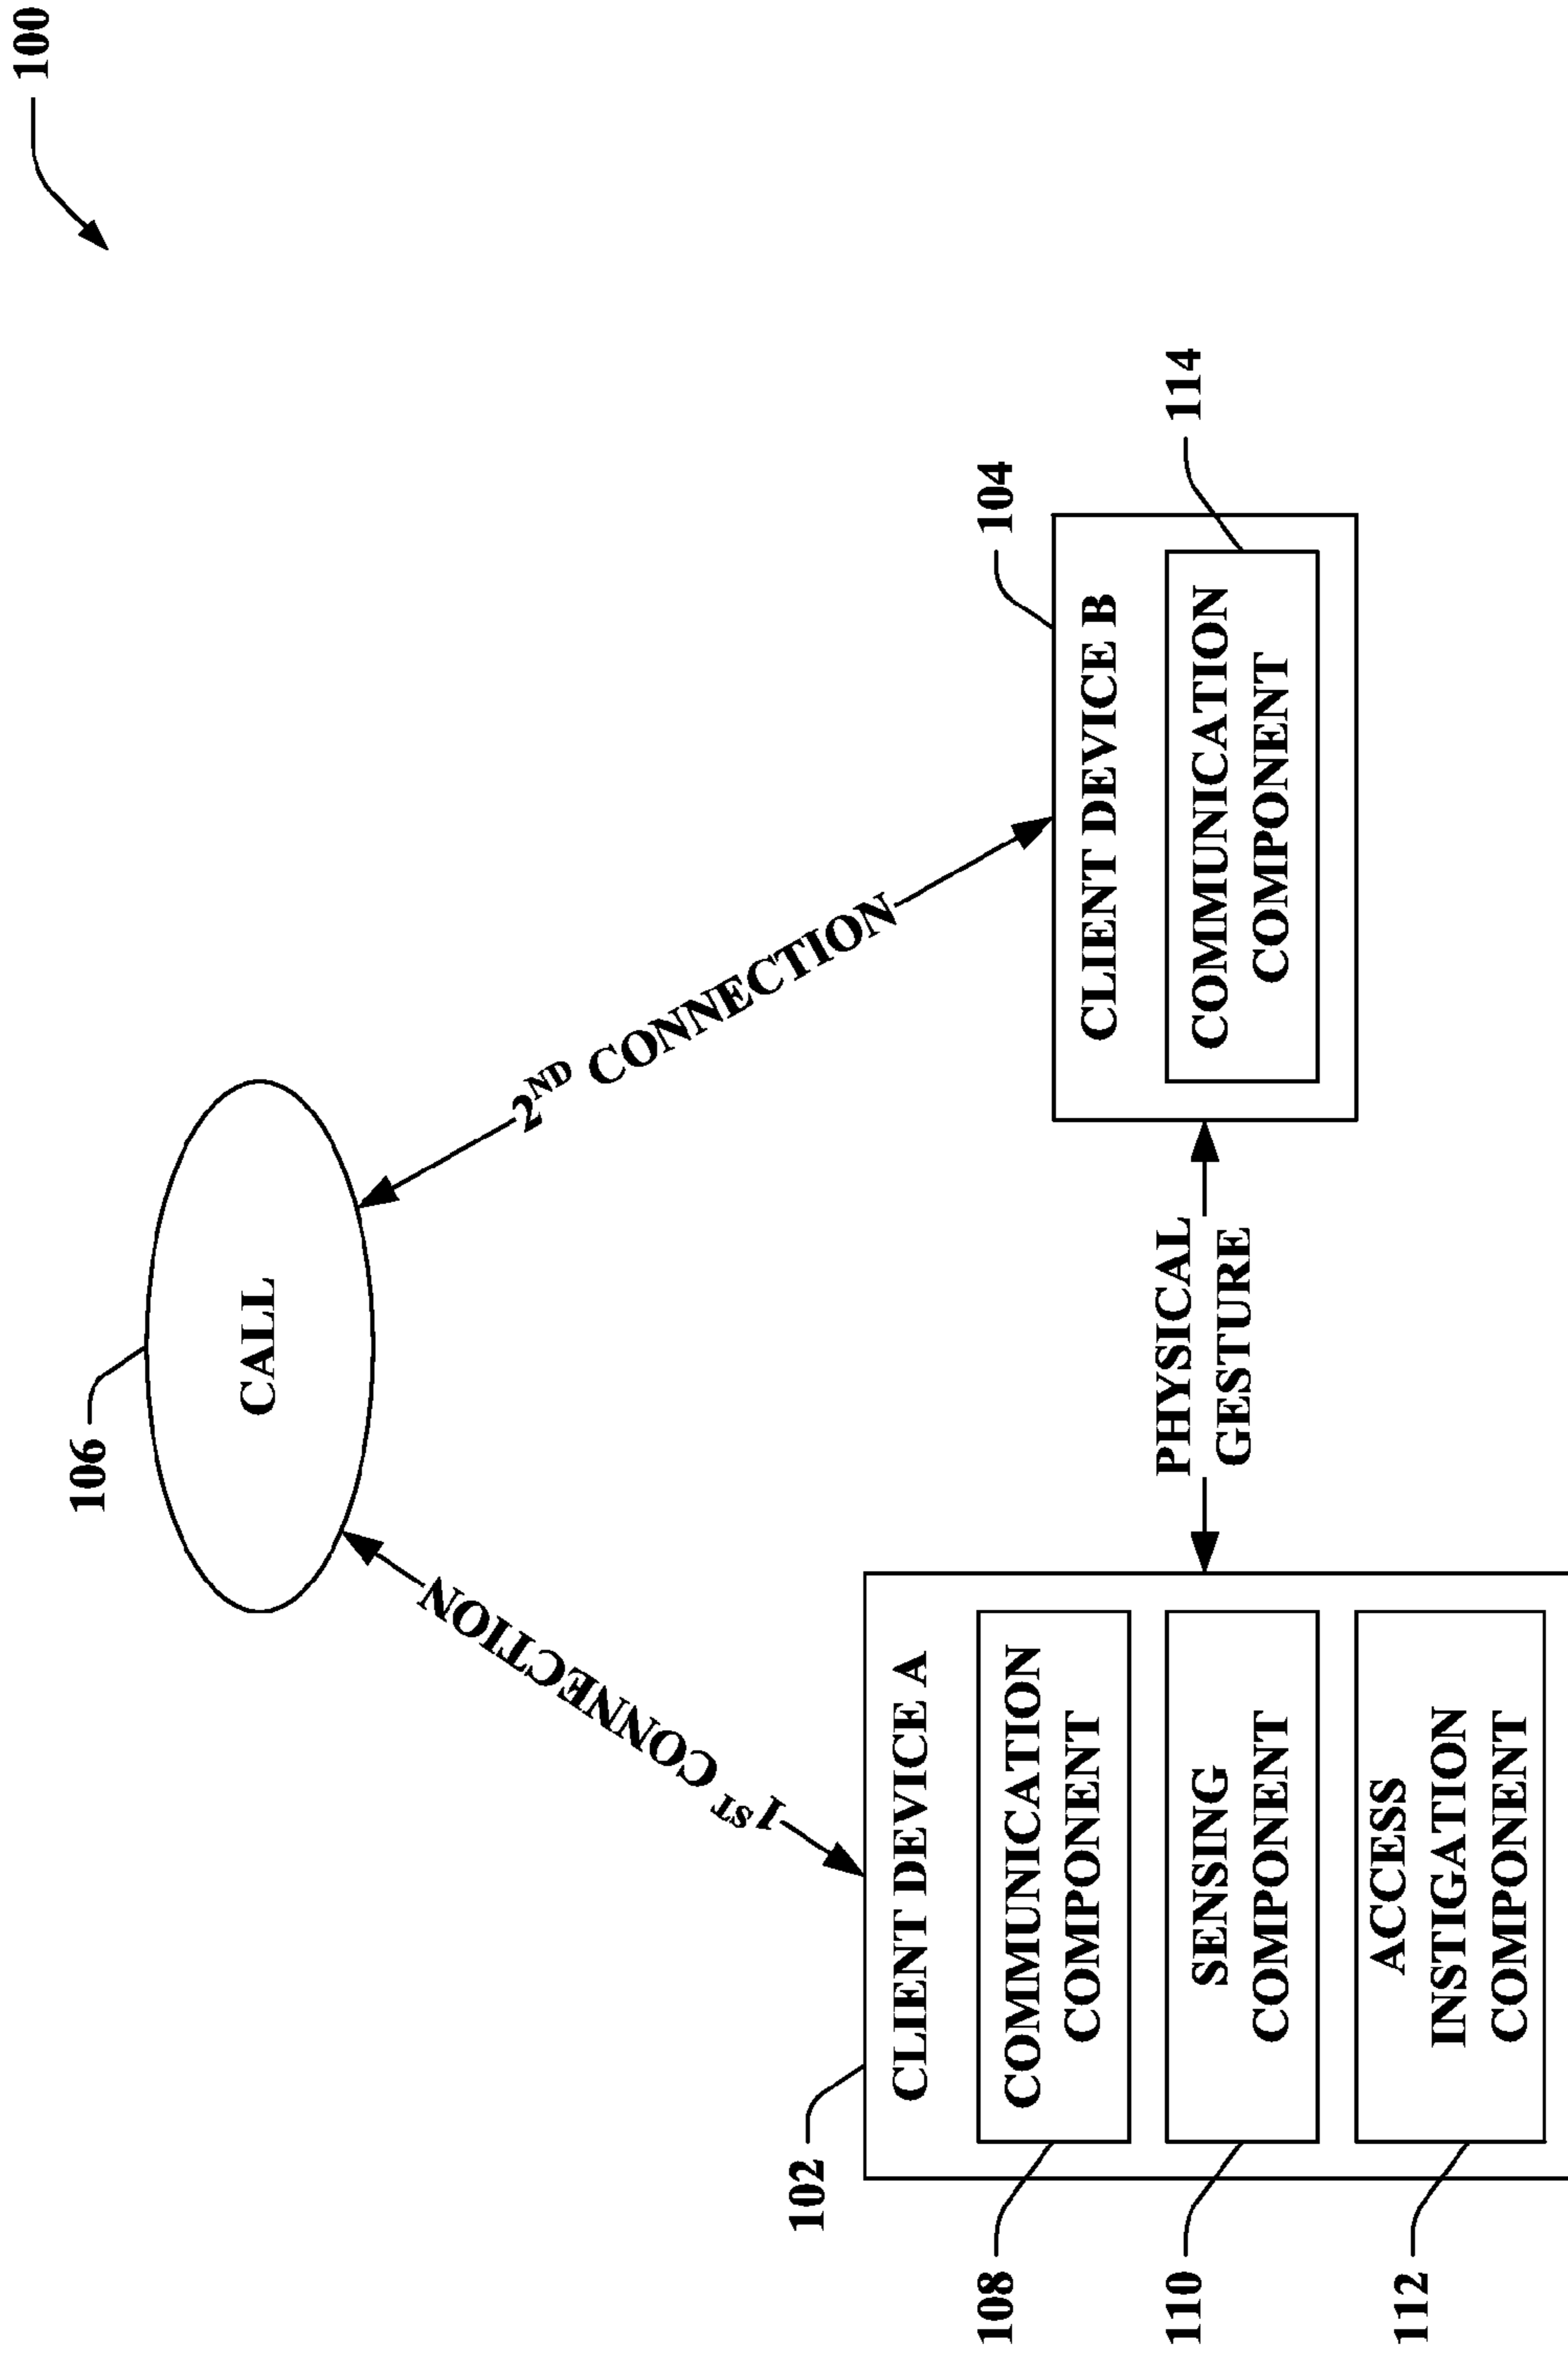 100
106
CALL
1ST CONNECTION
2ND CONNECTION
102
CLIENT DEVICE A
108
COMMUNICATION
COMPONENT
110
SENSING
COMPONENT
112
ACCESS
INSTIGATION
COMPONENT
PHYSICAL
GESTURE
104
CLIENT DEVICE B
114
COMMUNICATION
COMPONENT